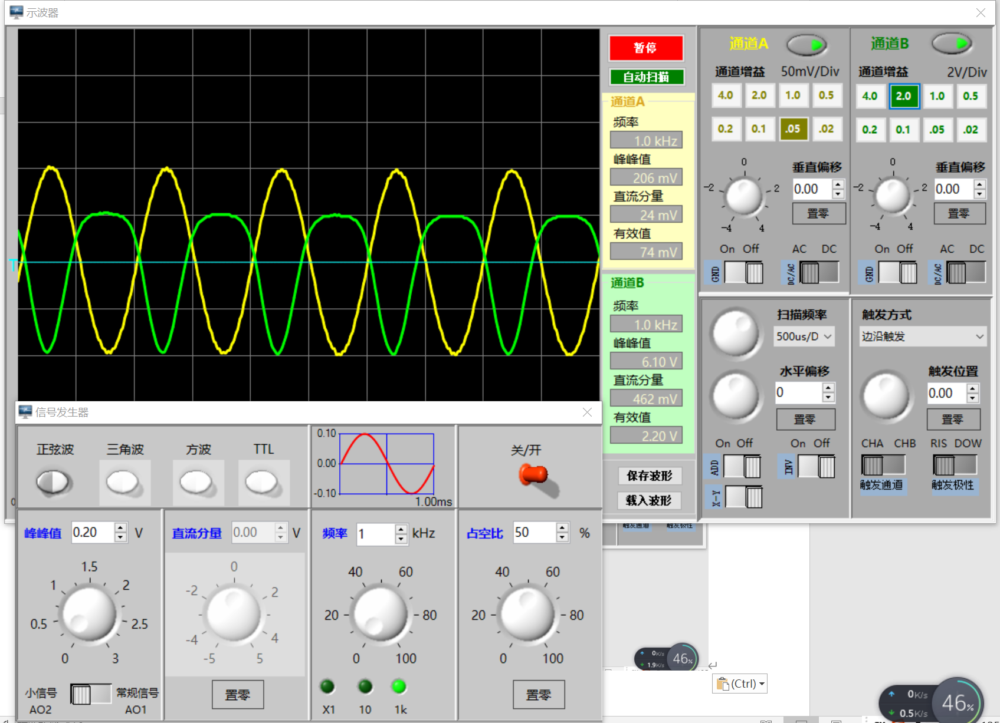 示波器
T
0
暂停
自动扫描
通道A
频率
1.0 kHz
峰峰值
206 mV
直流分量
24 mV
有效值
74 mV
通道B
频率
1.0 kHz
峰峰值
6.10 V
直流分量
462 mV
有效值
2.20 V
保存波形
载入波形
通道A
通道增益 50mV/Div
4.0 2.0 1.0 0.5
0.2 0.1 .05 .02
0
-2 2
-4 4
垂直偏移
0.00
置零
On Off AC DC
GND DC/AC
通道B
通道增益 2V/Div
4.0 2.0 1.0 0.5
0.2 0.1 .05 .02
0
-2 2
-4 4
垂直偏移
0.00
置零
On Off AC DC
GND DC/AC
扫描频率
500us/D
水平偏移
0
置零
On Off On Off
ADD INV
X-Y
触发方式
边沿触发
触发位置
0.00
置零
CHA CHB RIS DOW
触发通道 触发极性
信号发生器
正弦波 三角波 方波 TTL
0.10
0.00
-0.10
1.00ms
关/开
峰峰值 0.20 V
1.5
1 2
0.5 2.5
0 3
小信号 常规信号
AO2 AO1
直流分量 0.00 V
0
-2 2
-4 4
-5 5
置零
频率 1 kHz
40 60
20 80
0 100
X1 10 1k
占空比 50 %
40 60
20 80
0 100
置零
触发通道 触发极性
0K/s
1.9K/s
46%
(Ctrl)
0K/s
0.5K/s
46%